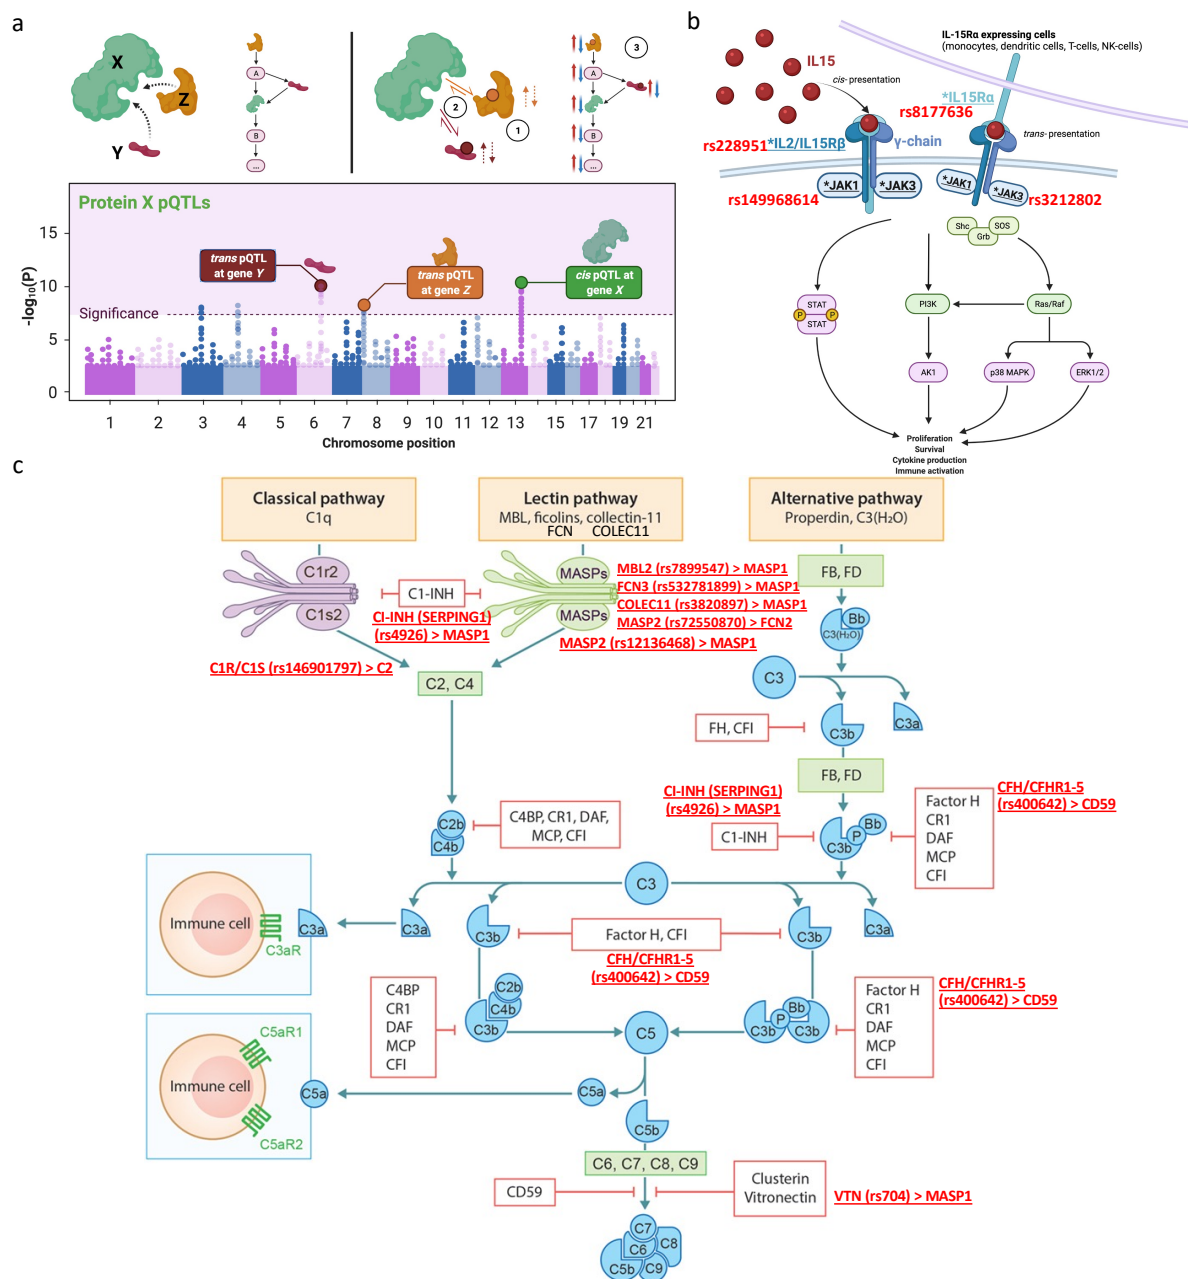 a
X
Z
Y
A
B
...
2
1
3
A
B
...
Protein X pQTLs
15
10
5
0
-log10(P)
Significance
trans pQTL
at gene Y
trans pQTL
at gene Z
cis pQTL at
gene X
1 2 3 4 5 6 7 8 9 10 11 12 13 15 17 19 21
Chromosome position
b
IL15
cis- presentation
IL-15Rα expressing cells
(monocytes, dendritic cells, T-cells, NK-cells)
*IL15Rα
rs8177636
trans- presentation
rs228951 *IL2/IL15Rβ
γ-chain
*JAK1
*JAK3
*JAK1
*JAK3
rs149968614
rs3212802
Shc
SOS
Grb
STAT
P P
STAT
PI3K
Ras/Raf
AK1
p38 MAPK
ERK1/2
Proliferation
Survival
Cytokine production
Immune activation
c
Classical pathway
C1q
Lectin pathway
MBL, ficolins, collectin-11
FCN COLEC11
Alternative pathway
Properdin, C3(H₂O)
C1r2
C1s2
C1-INH
CI-INH (SERPING1)
(rs4926) > MASP1
MASPs
MASPs
MBL2 (rs7899547) > MASP1
FCN3 (rs532781899) > MASP1
COLEC11 (rs3820897) > MASP1
MASP2 (rs72550870) > FCN2
MASP2 (rs12136468) > MASP1
C1R/C1S (rs146901797) > C2
C2, C4
FB, FD
Bb
C3(H₂O)
C3
C3b
C3a
FH, CFI
FB, FD
CI-INH (SERPING1)
(rs4926) > MASP1
C1-INH
C3b
P
Bb
Factor H
CR1
DAF
MCP
CFI
CFH/CFHR1-5
(rs400642) > CD59
C2b
C4b
C4BP, CR1, DAF,
MCP, CFI
C3
Immune cell
C3aR
C3a
C3a
C3b
Factor H, CFI
CFH/CFHR1-5
(rs400642) > CD59
C3b
C3a
C4BP
CR1
DAF
MCP
CFI
C2b
C4b
C3b
C5
Bb
P
C3b
C3b
Factor H
CR1
DAF
MCP
CFI
CFH/CFHR1-5
(rs400642) > CD59
C5aR1
Immune cell
C5aR2
C5a
C5a
C5b
C6, C7, C8, C9
CD59
Clusterin
Vitronectin
VTN (rs704) > MASP1
C7
C6
C8
C5b
C9